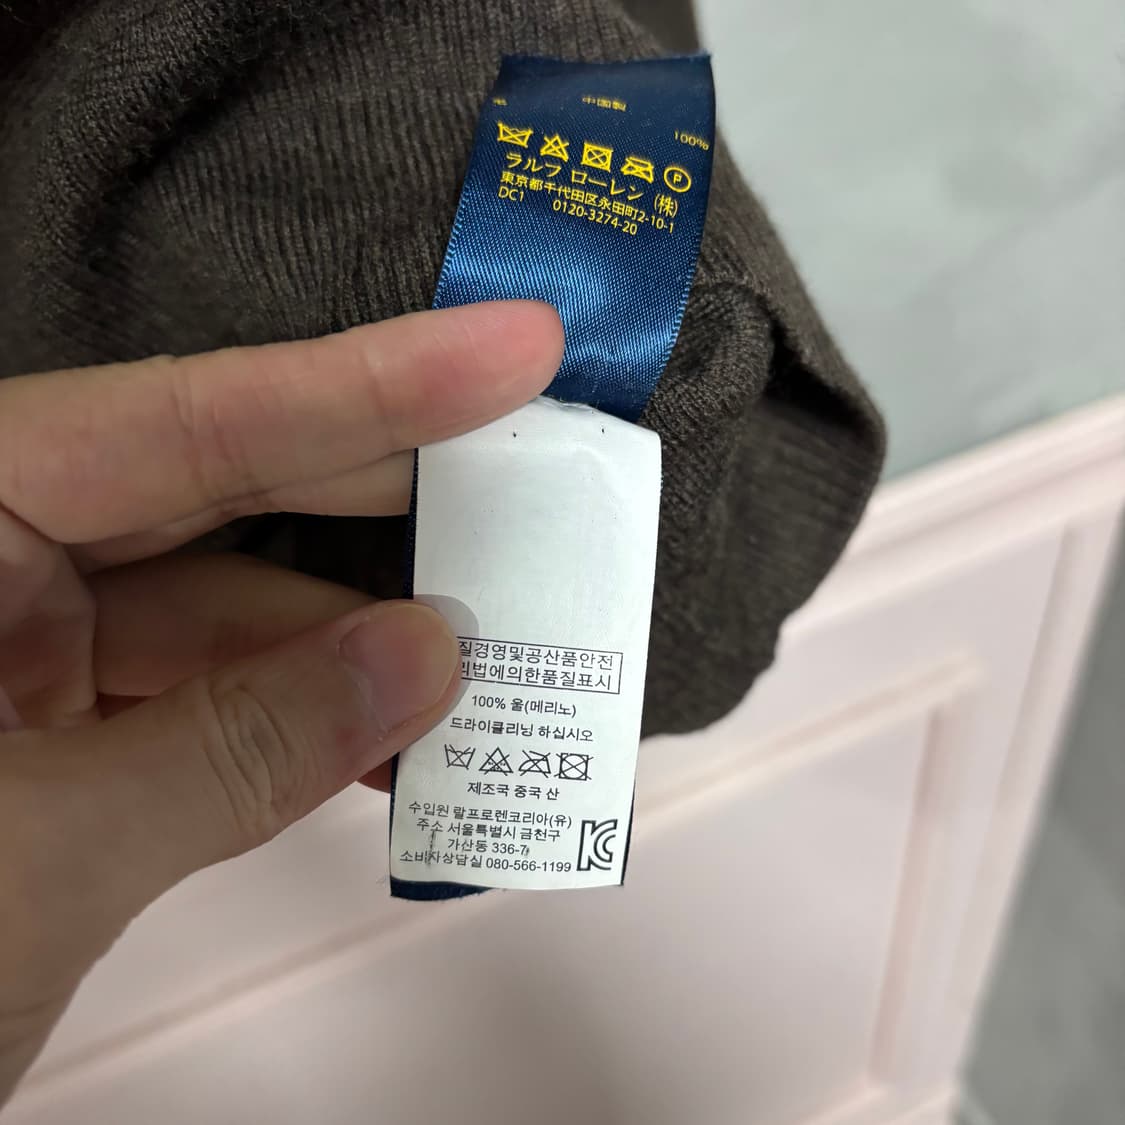 中国製
100%
P
ラルフ ローレン (株)
東京都千代田区永田町2-10-1
DC1 0120-3274-20
질경영및공산품안전
리법에의한품질표시
100% 울(메리노)
드라이클리닝 하십시오
제조국 중국 산
수입원 랄프로렌코리아(유)
주소 서울특별시 금천구
가산동 336-7
소비자상담실 080-566-1199
KC